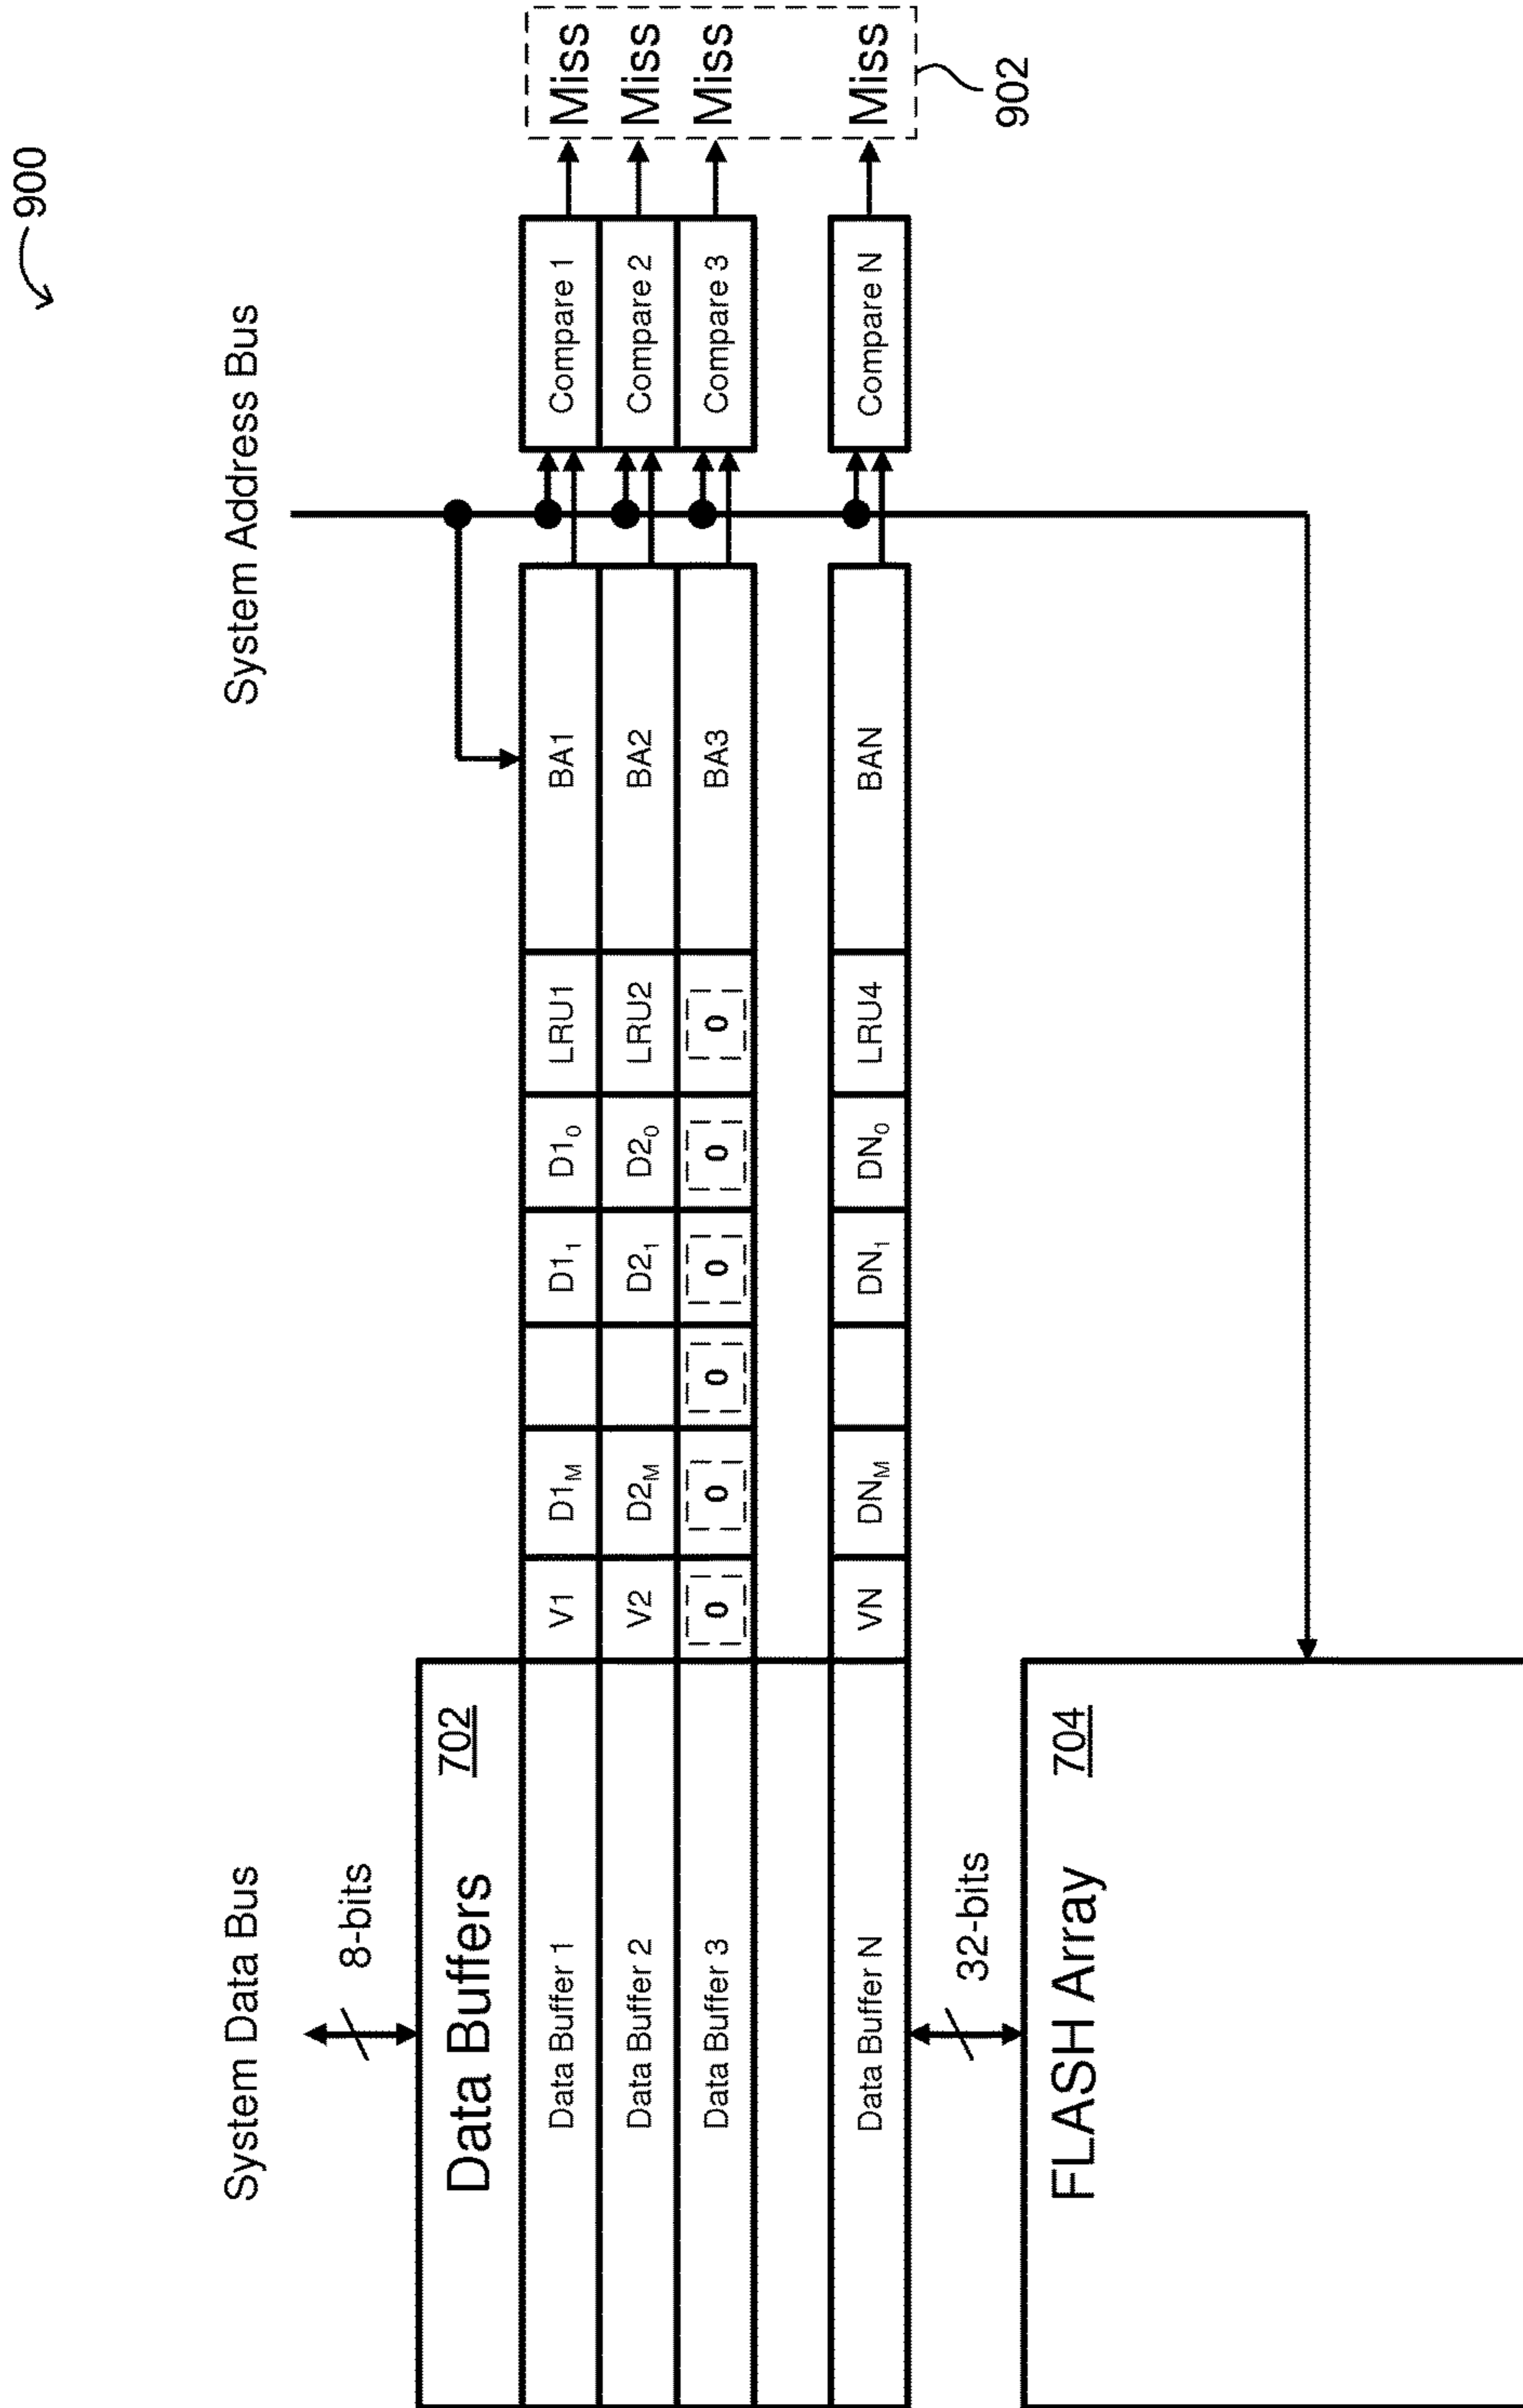 900
System Data Bus
System Address Bus
8-bits
Data Buffers
702
Data Buffer 1
V1
D1M
D11
D10
LRU1
BA1
Compare 1
Miss
Data Buffer 2
V2
D2M
D21
D20
LRU2
BA2
Compare 2
Miss
Data Buffer 3
0
0
0
0
0
0
BA3
Compare 3
Miss
Data Buffer N
VN
DNM
DN1
DN0
LRU4
BAN
Compare N
Miss
902
32-bits
FLASH Array
704